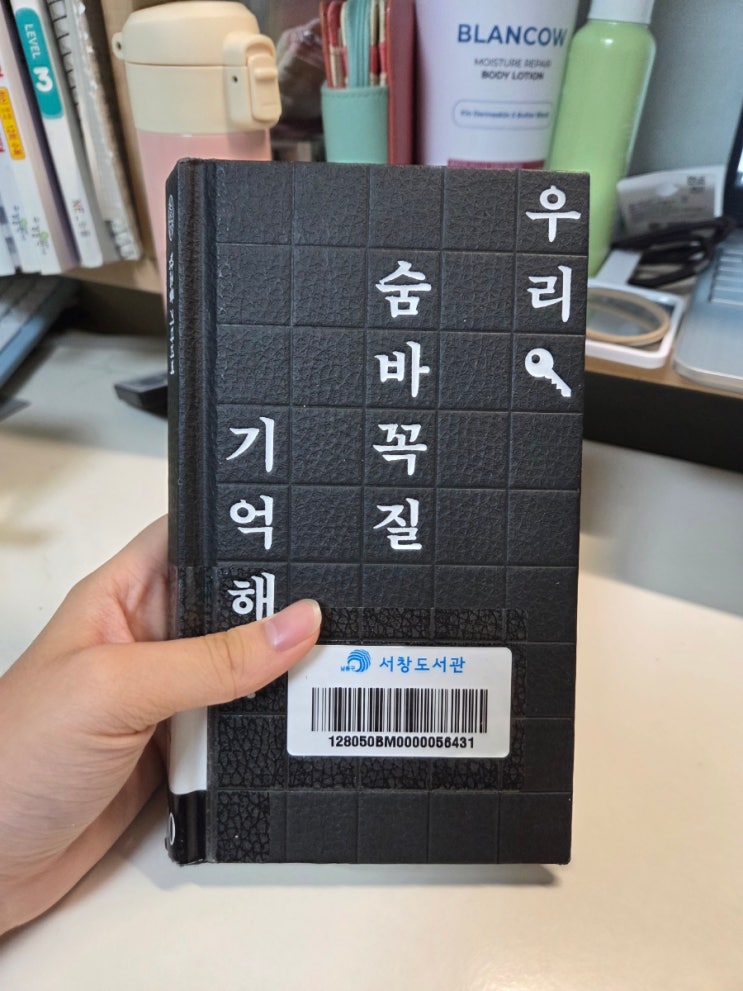 우리
숨바꼭질
기억해
서창도서관
128050BM0000056431
BLANCOW
MOISTURE REPAIR
BODY LOTION
LEVEL
3